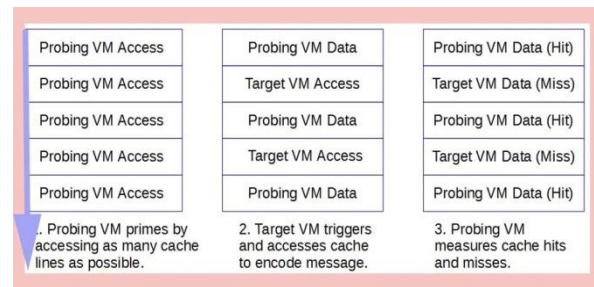 Probing VM Access
Probing VM Access
Probing VM Access
Probing VM Access
Probing VM Access
1. Probing VM primes by
accessing as many cache
lines as possible.
Probing VM Data
Target VM Access
Probing VM Data
Target VM Access
Probing VM Data
2. Target VM triggers
and accesses cache
to encode message.
Probing VM Data (Hit)
Target VM Data (Miss)
Probing VM Data (Hit)
Target VM Data (Miss)
Probing VM Data (Hit)
3. Probing VM
measures cache hits
and misses.